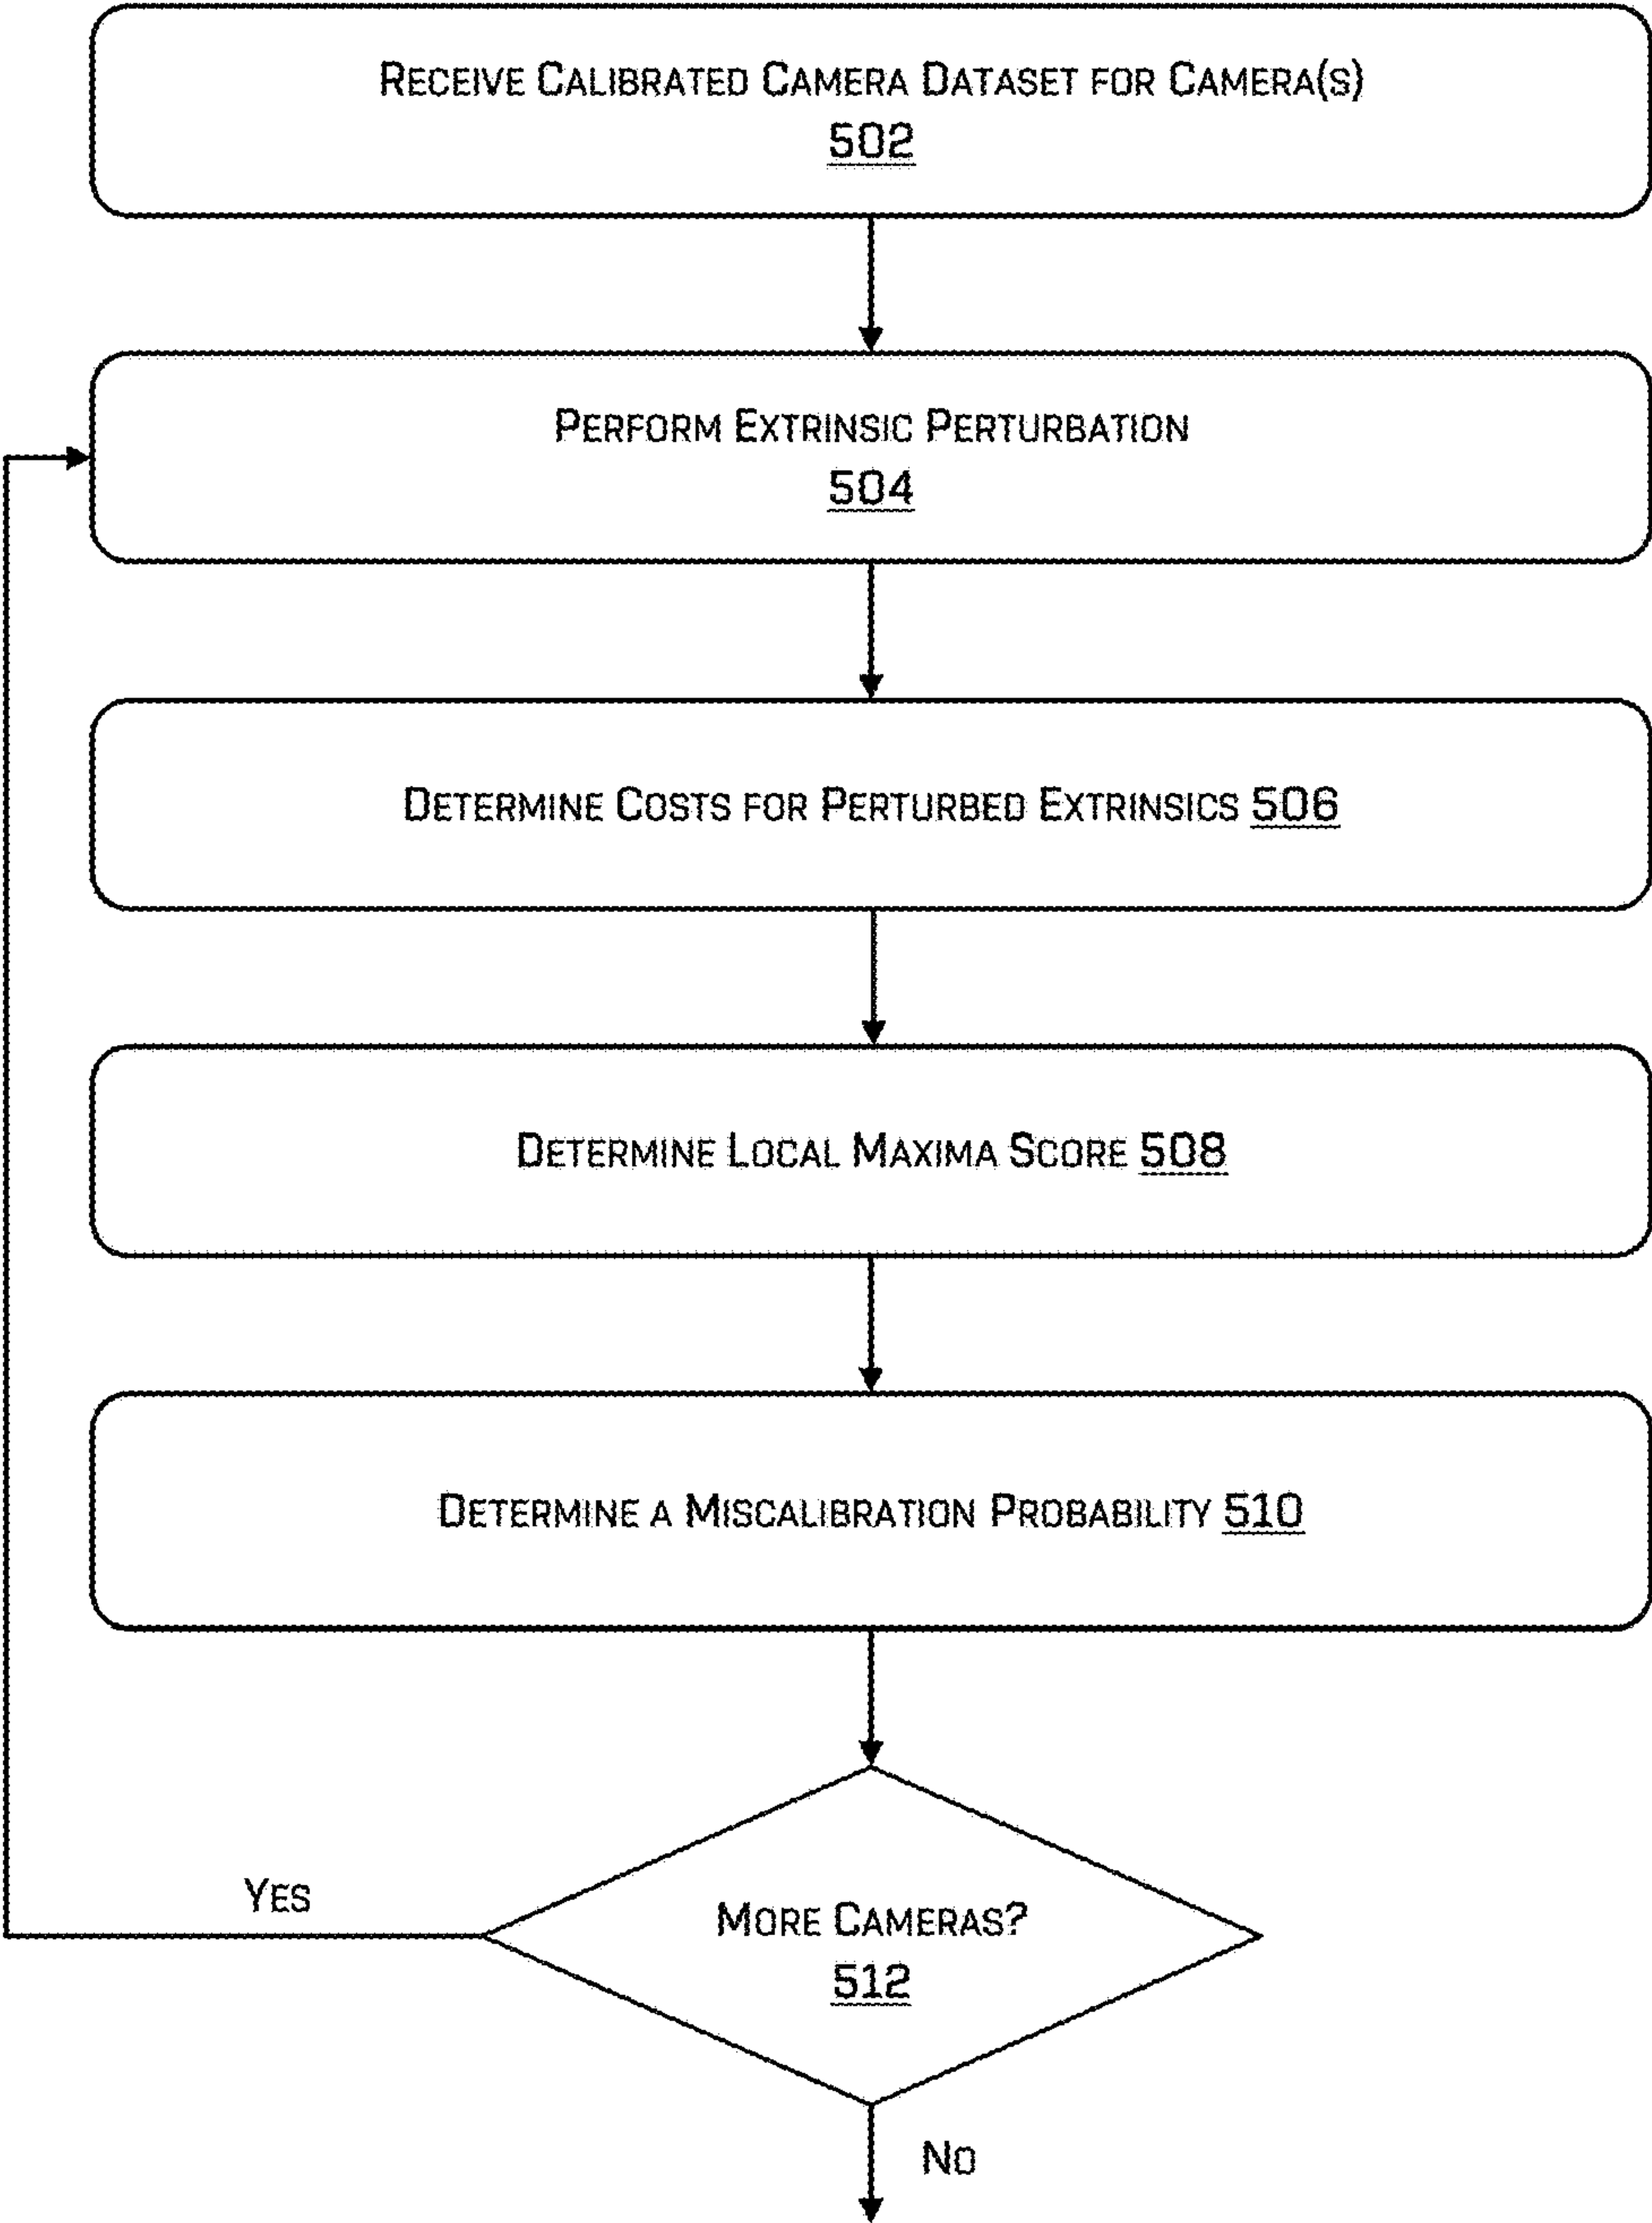 Receive Calibrated Camera Dataset for Camera(s)
502
Perform Extrinsic Perturbation
504
Determine Costs for Perturbed Extrinsics 506
Determine Local Maxima Score 508
Determine a Miscalibration Probability 510
Yes
More Cameras?
512
No